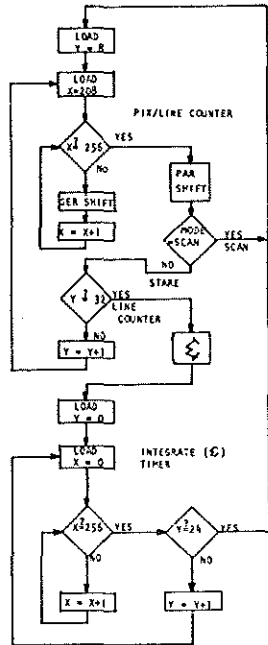 LOAD
Y = 8
LOAD
X=208
PIX/LINE COUNTER
X ? 256
YES
NO
SER SHIFT
PAR
SHIFT
X = X+1
MODE
=SCAN
YES
SCAN
NO
STARE
Y ? 32
YES
LINE
COUNTER
NO
Y = Y+1
Σ
LOAD
Y = 0
LOAD
X = 0
INTEGRATE (Σ)
TIMER
X?=256
YES
Y?=24
YES
NO
NO
X = X+1
Y = Y+1